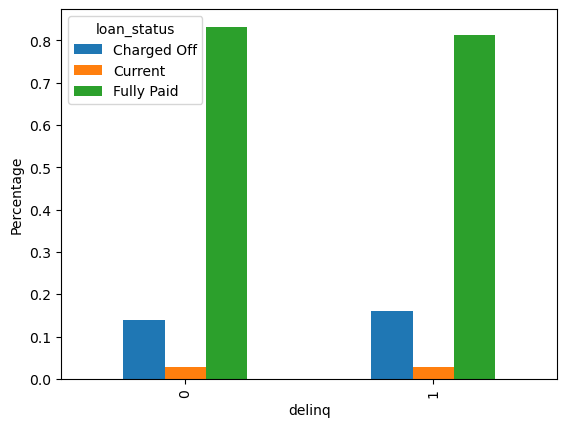 loan_status
Charged Off
Current
Fully Paid
Percentage
0.8
0.7
0.6
0.5
0.4
0.3
0.2
0.1
0.0
0
1
delinq